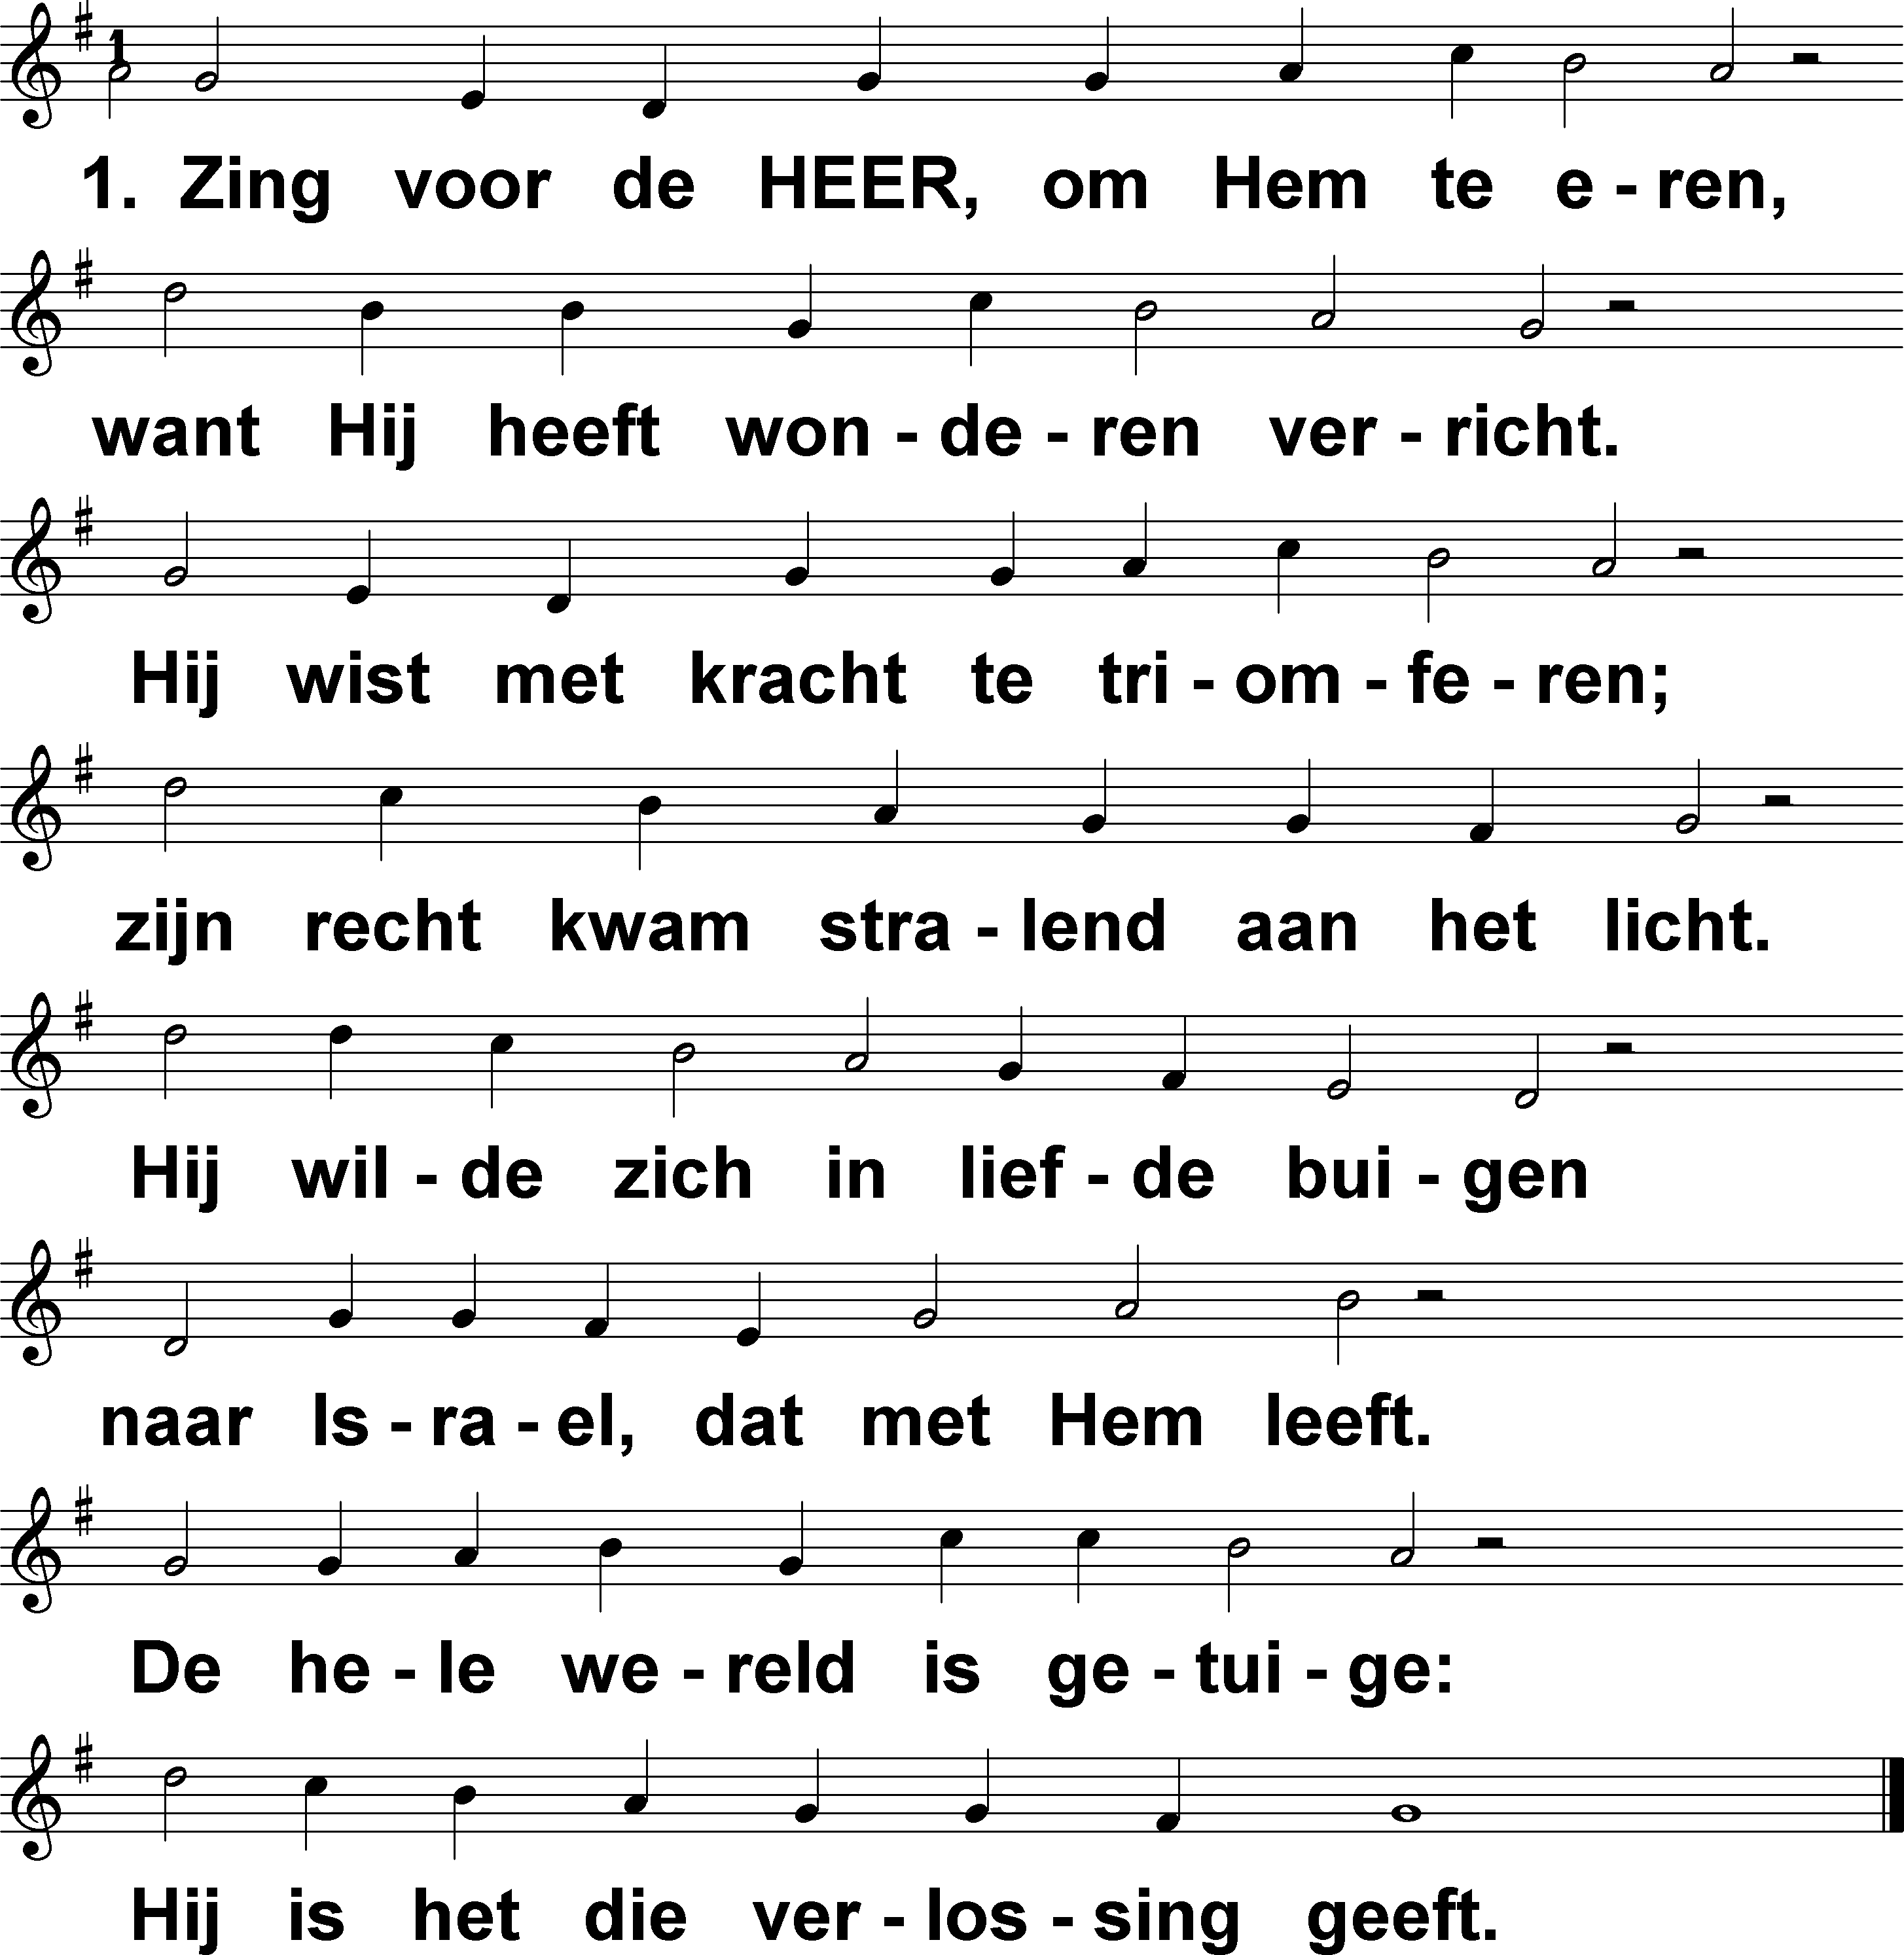 1. Zing voor de HEER, om Hem te e - ren,
want Hij heeft won - de - ren ver - richt.
Hij wist met kracht te tri - om - fe - ren;
zijn recht kwam stra - lend aan het licht.
Hij wil - de zich in lief - de bui - gen
naar Is - ra - el, dat met Hem leeft.
De he - le we - reld is ge - tui - ge:
Hij is het die ver - los - sing geeft.